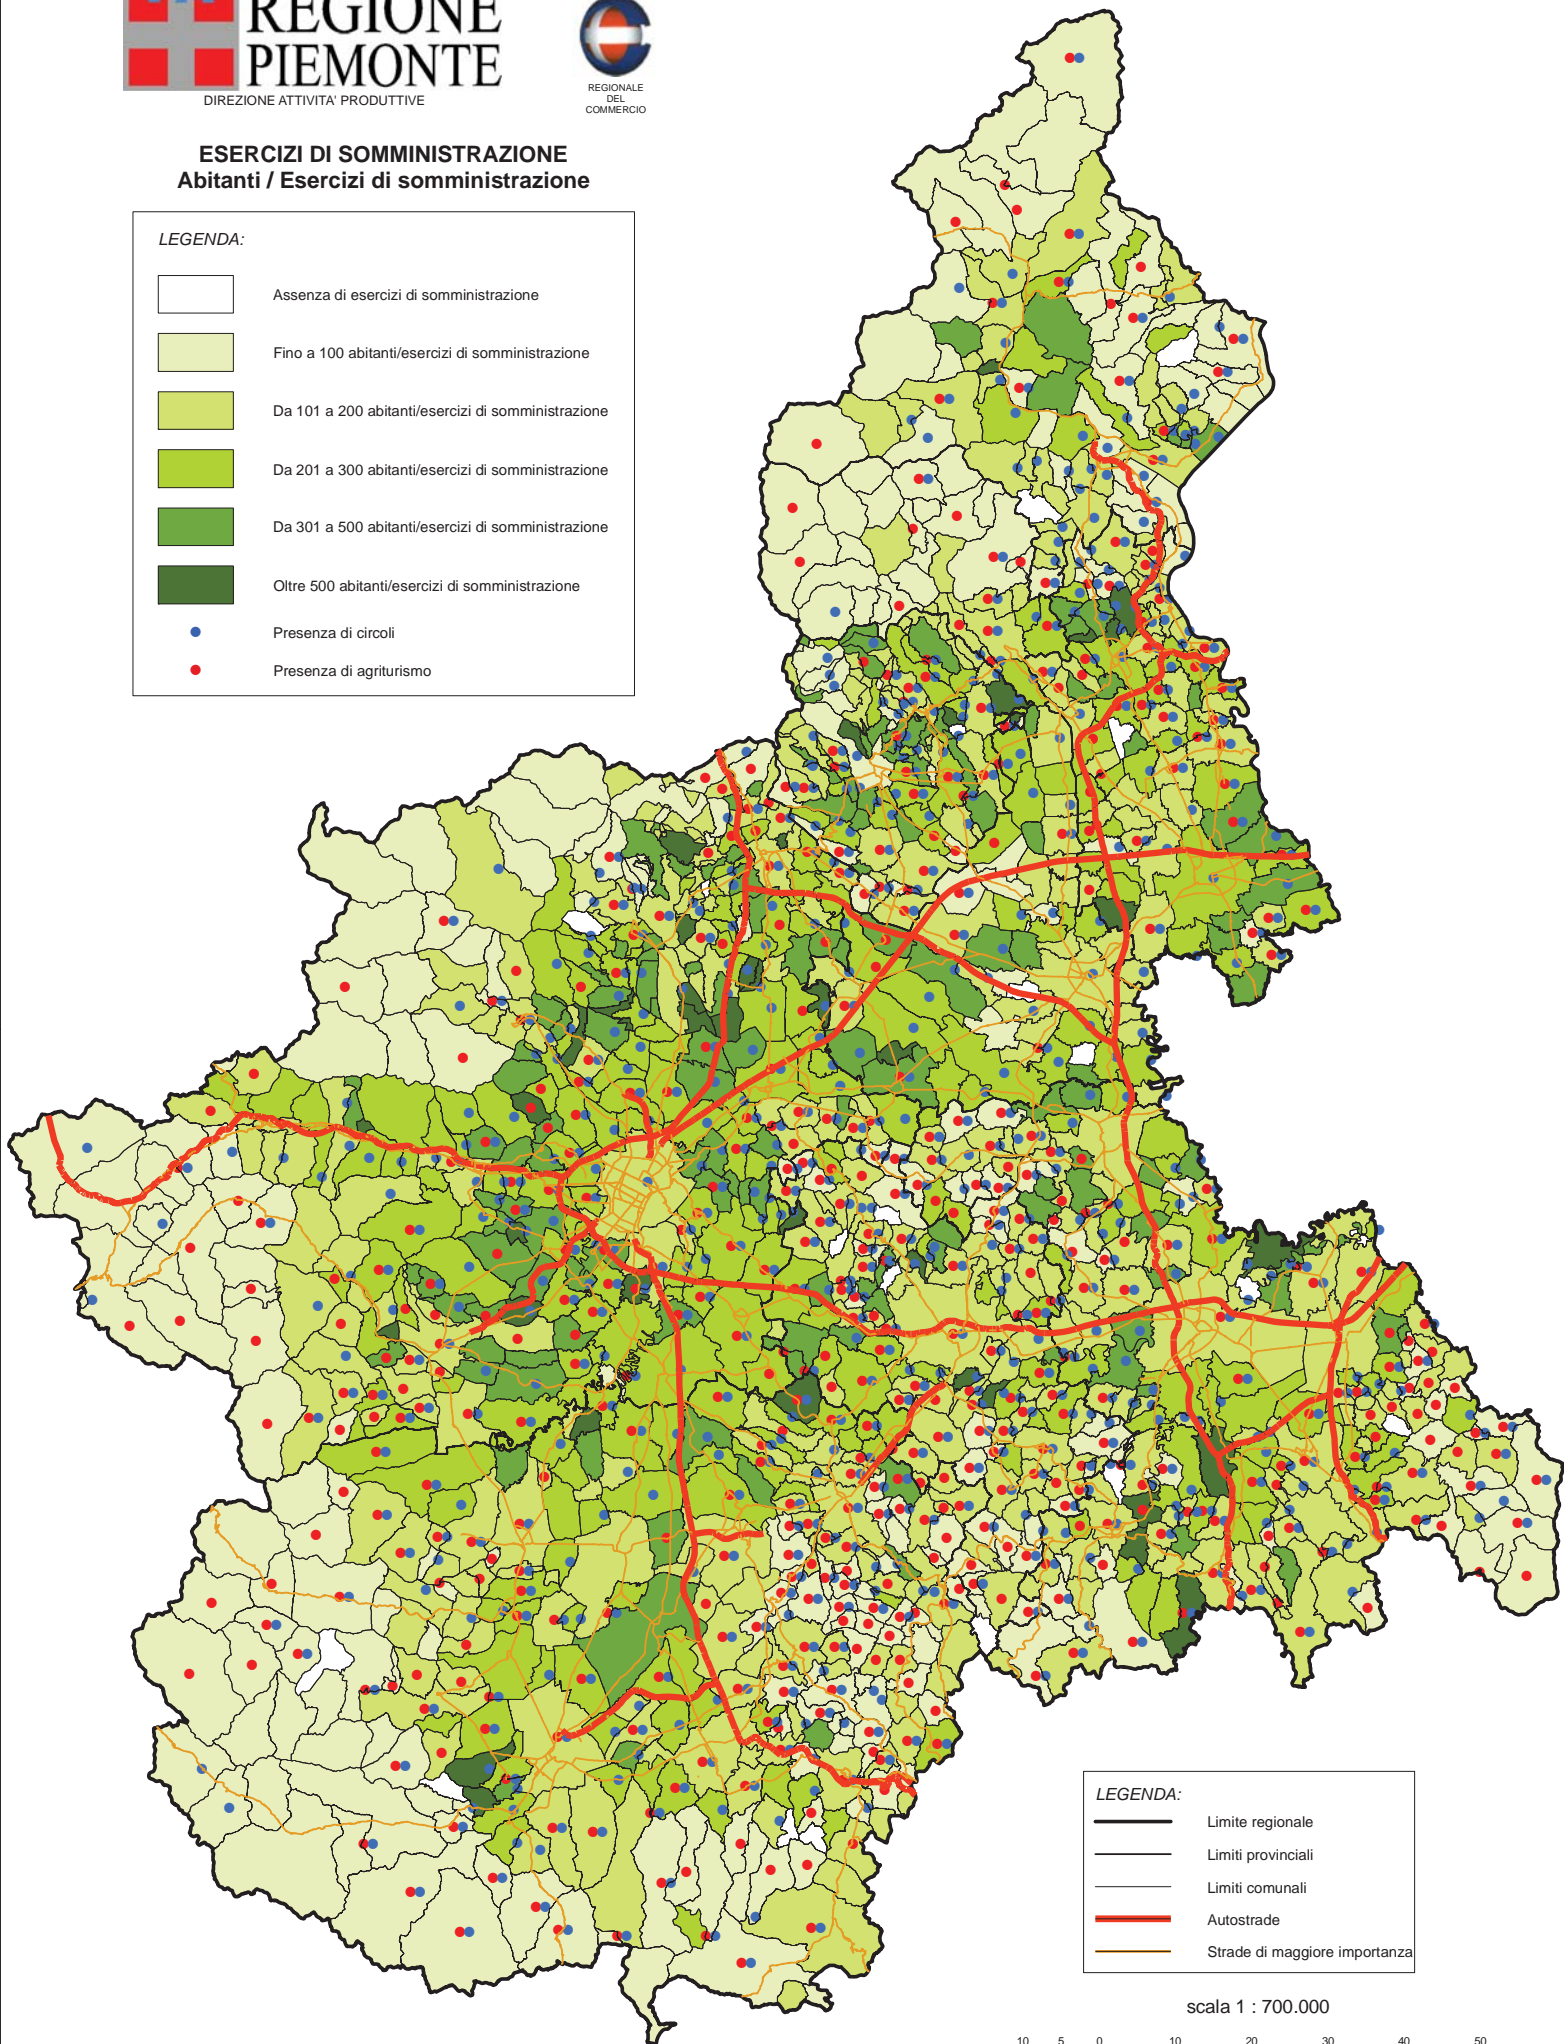 REGIONE
PIEMONTE
DIREZIONE ATTIVITA' PRODUTTIVE
REGIONALE
DEL
COMMERCIO
ESERCIZI DI SOMMINISTRAZIONE
Abitanti / Esercizi di somministrazione
LEGENDA:
Assenza di esercizi di somministrazione
Fino a 100 abitanti/esercizi di somministrazione
Da 101 a 200 abitanti/esercizi di somministrazione
Da 201 a 300 abitanti/esercizi di somministrazione
Da 301 a 500 abitanti/esercizi di somministrazione
Oltre 500 abitanti/esercizi di somministrazione
Presenza di circoli
Presenza di agriturismo
LEGENDA:
Limite regionale
Limiti provinciali
Limiti comunali
Autostrade
Strade di maggiore importanza
scala 1 : 700.000
10 5 0 10 20 30 40 50